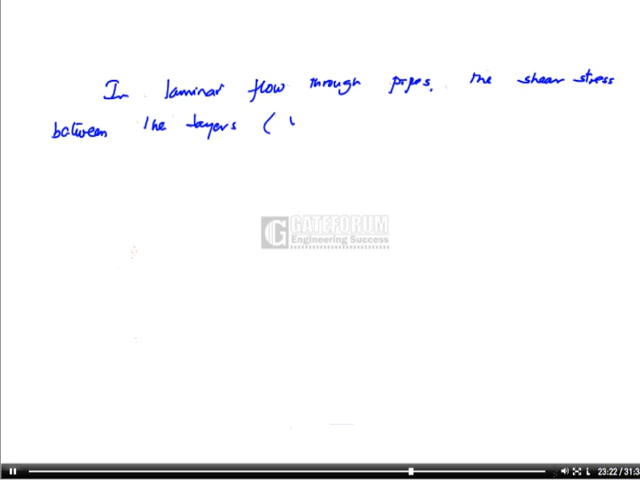 In laminar flow through pipes, the shear stress
between the layers (
GATEFORUM
Engineering Success
23:22 / 31:3